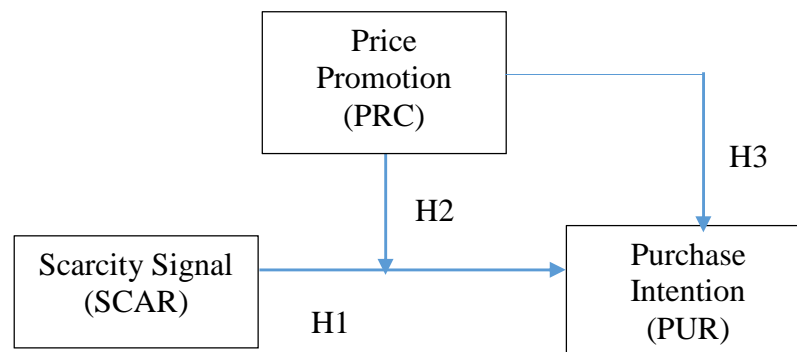 Price
Promotion
(PRC)
H3
H2
Scarcity Signal
(SCAR)
Purchase
Intention
(PUR)
H1